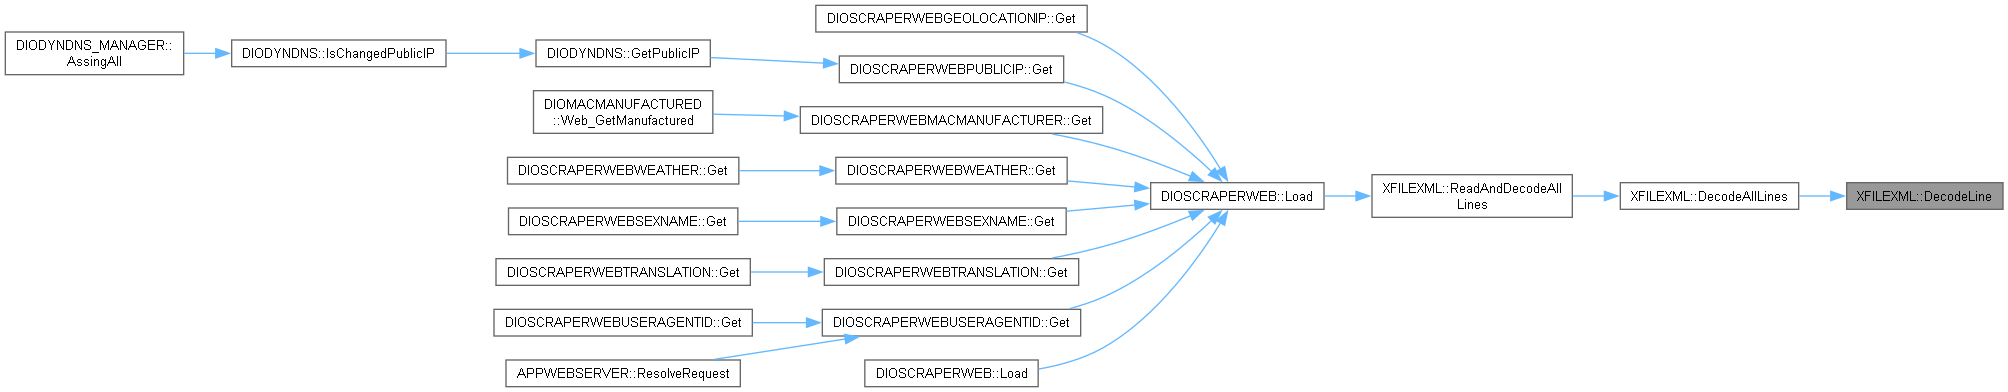 DIODYNDNS_MANAGER::
AssingAll
DIODYNDNS::IsChangedPublicIP
DIODYNDNS::GetPublicIP
DIOSCRAPERWEBGEOLOCATIONIP::Get
DIOSCRAPERWEBPUBLICIP::Get
DIOMACMANUFACTURED
::Web_GetManufactured
DIOSCRAPERWEBMACMANUFACTURER::Get
DIOSCRAPERWEBWEATHER::Get
DIOSCRAPERWEBWEATHER::Get
DIOSCRAPERWEBSEXNAME::Get
DIOSCRAPERWEBSEXNAME::Get
DIOSCRAPERWEBTRANSLATION::Get
DIOSCRAPERWEBTRANSLATION::Get
DIOSCRAPERWEBUSERAGENTID::Get
DIOSCRAPERWEBUSERAGENTID::Get
APPWEBSERVER::ResolveRequest
DIOSCRAPERWEB::Load
DIOSCRAPERWEB::Load
XFILEXML::ReadAndDecodeAll
Lines
XFILEXML::DecodeAllLines
XFILEXML::DecodeLine